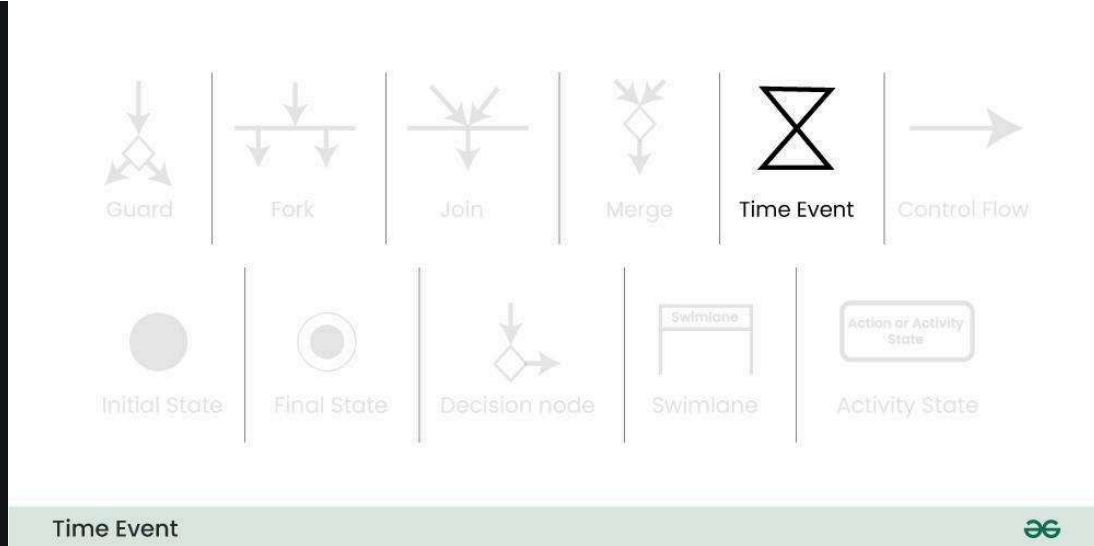 Guard
Fork
Join
Merge
Time Event
Control Flow
Swimlane
Action or Activity
State
Initial State
Final State
Decision node
Swimlane
Activity State
Time Event